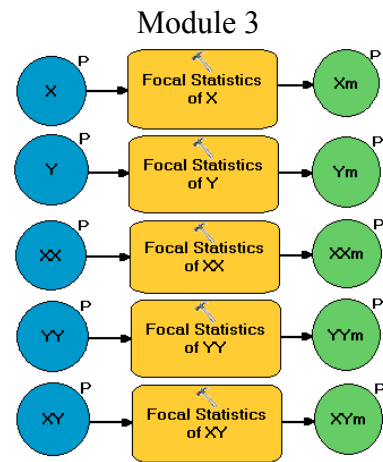 Module 3
P
P
X
Focal Statistics
of X
Xm
P
P
Y
Focal Statistics
of Y
Ym
P
P
XX
Focal Statistics
of XX
XXm
P
P
YY
Focal Statistics
of YY
YYm
P
P
XY
Focal Statistics
of XY
XYm